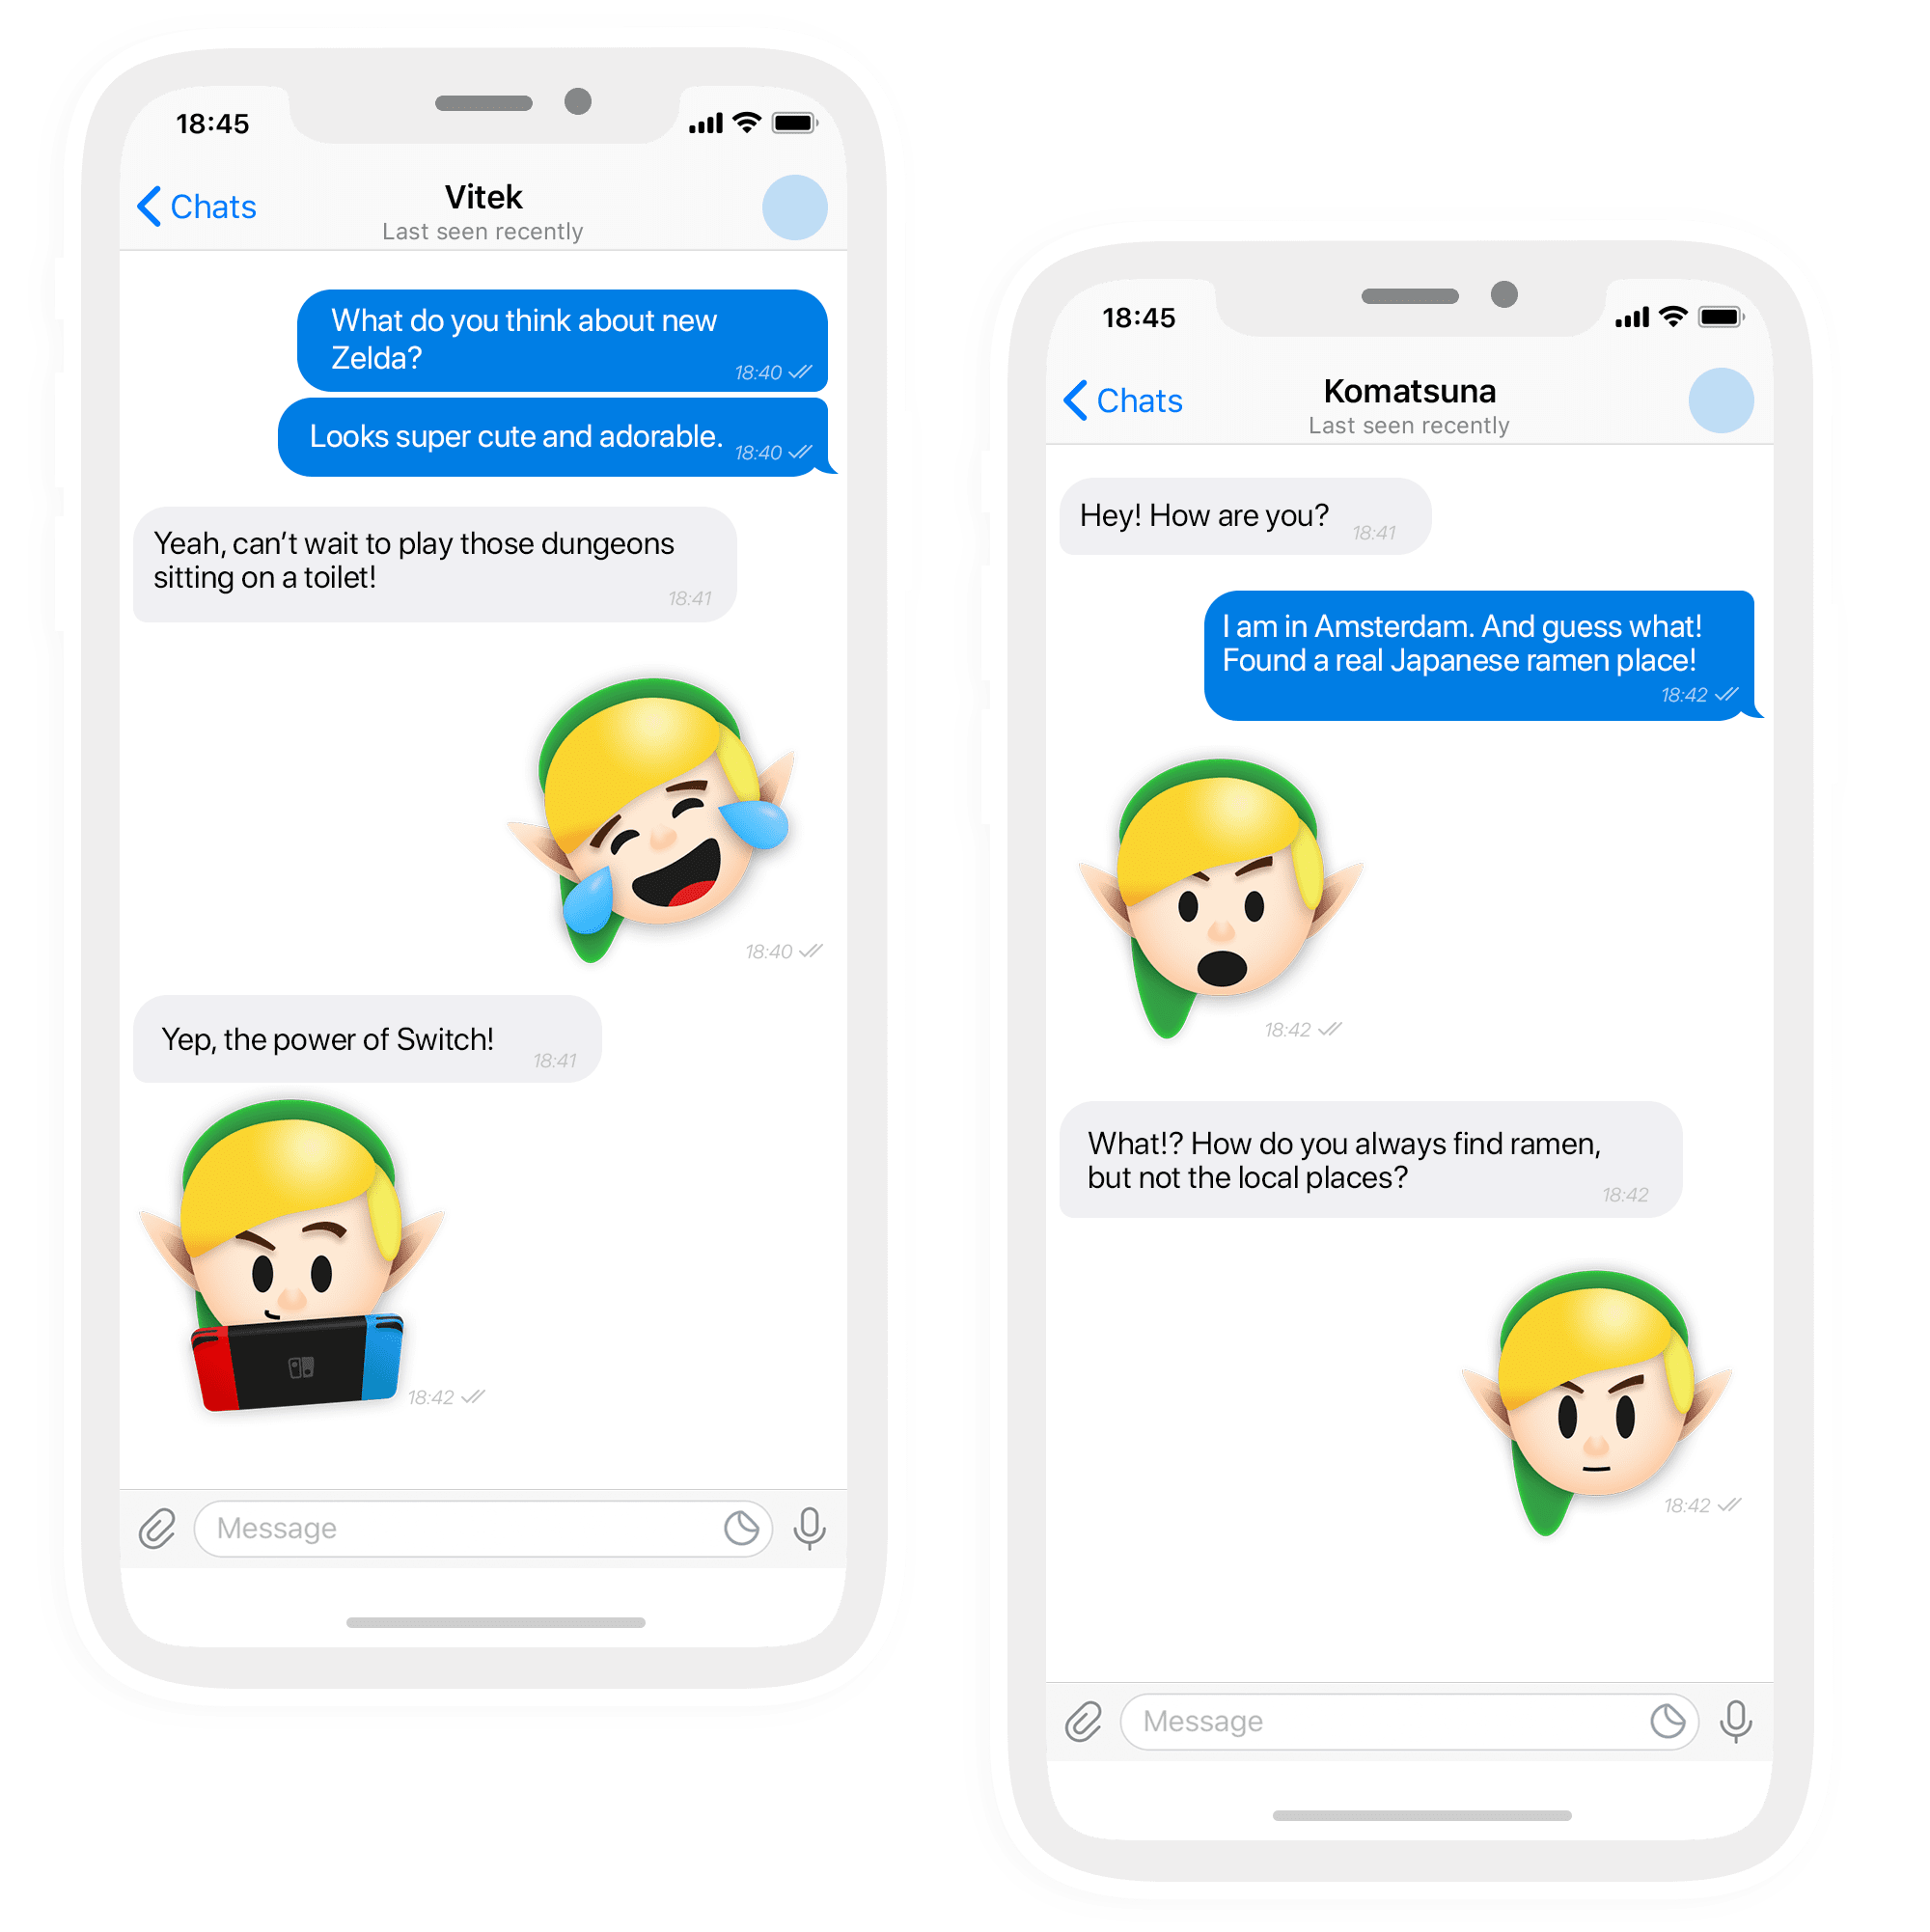 18:45
Chats
Vitek
Last seen recently
What do you think about new
Zelda?
18:40
Looks super cute and adorable.
18:40
Yeah, can’t wait to play those dungeons
sitting on a toilet!
18:41
18:40
Yep, the power of Switch!
18:41
18:42
Message
18:45
Chats
Komatsuna
Last seen recently
Hey! How are you?
18:41
I am in Amsterdam. And guess what!
Found a real Japanese ramen place!
18:42
18:42
What!? How do you always find ramen,
but not the local places?
18:42
18:42
Message